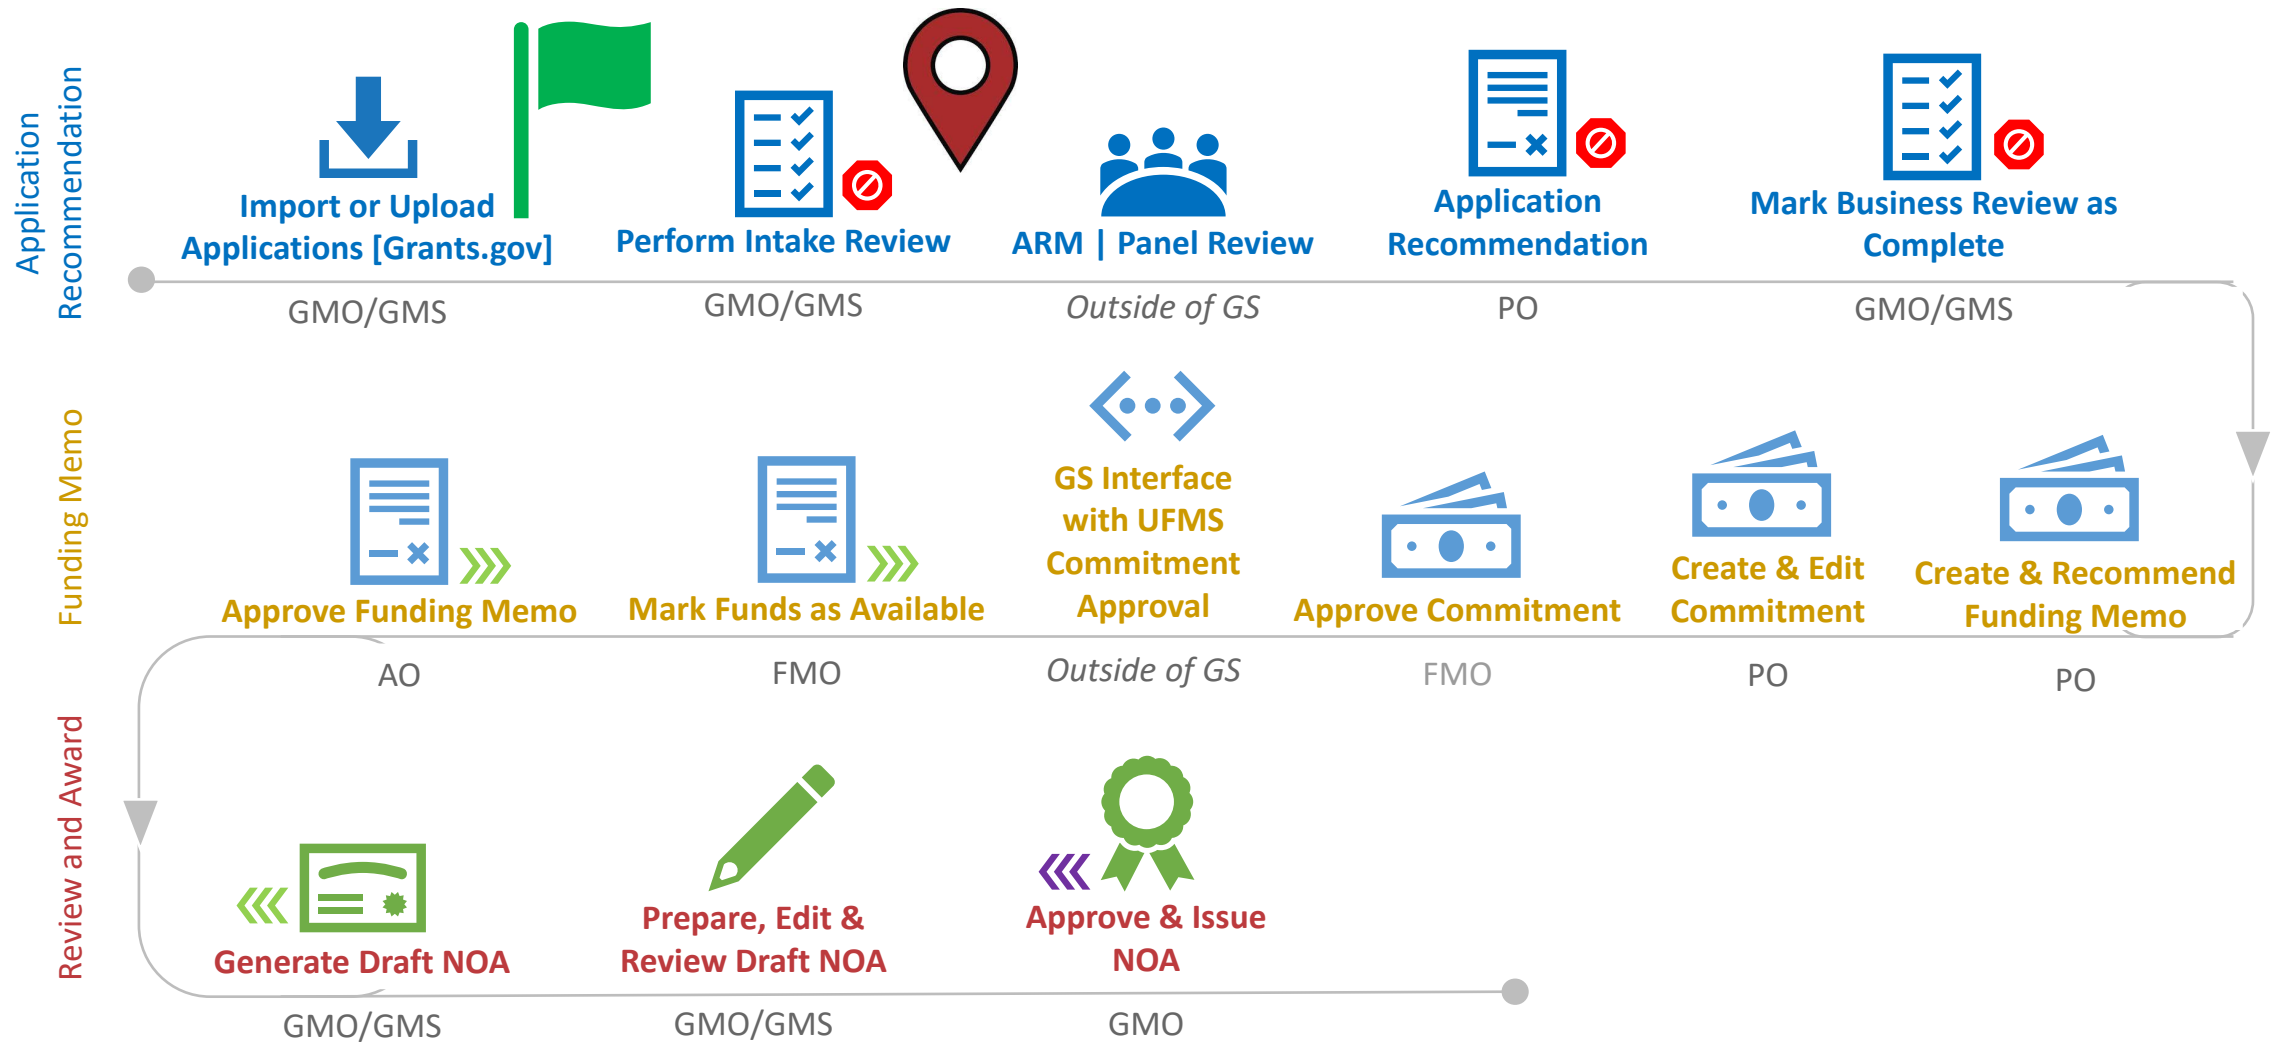 Application
Recommendation
Import or Upload
Applications [Grants.gov]
Perform Intake Review
ARM | Panel Review
Application
Recommendation
Mark Business Review as
Complete
GMO/GMS
GMO/GMS
Outside of GS
PO
GMO/GMS
Funding Memo
Approve Funding Memo
Mark Funds as Available
GS Interface
with UFMS
Commitment
Approval
Approve Commitment
Create & Edit
Commitment
Create & Recommend
Funding Memo
AO
FMO
Outside of GS
FMO
PO
PO
Review and Award
Generate Draft NOA
Prepare, Edit &
Review Draft NOA
Approve & Issue
NOA
GMO/GMS
GMO/GMS
GMO